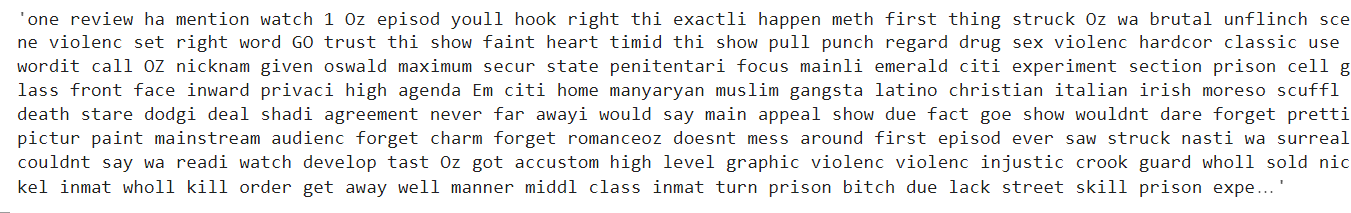 'one review ha mention watch 1 Oz episod youll hook right thi exactli happen meth first thing struck Oz wa brutal unflinch sce
ne violenc set right word GO trust thi show faint heart timid thi show pull punch regard drug sex violenc hardcor classic use
wordit call OZ nicknam given oswald maximum secur state penitentari focus mainli emerald citi experiment section prison cell g
lass front face inward privaci high agenda Em citi home manyaryan muslim gangsta latino christian italian irish moreso scuffl
death stare dodgi deal shadi agreement never far awayi would say main appeal show due fact goe show wouldnt dare forget pretti
pictur paint mainstream audienc forget charm forget romanceoz doesnt mess around first episod ever saw struck nasti wa surreal
couldnt say wa readi watch develop tast Oz got accustom high level graphic violenc violenc injustic crook guard wholl sold nic
kel inmat wholl kill order get away well manner middl class inmat turn prison bitch due lack street skill prison expe…'